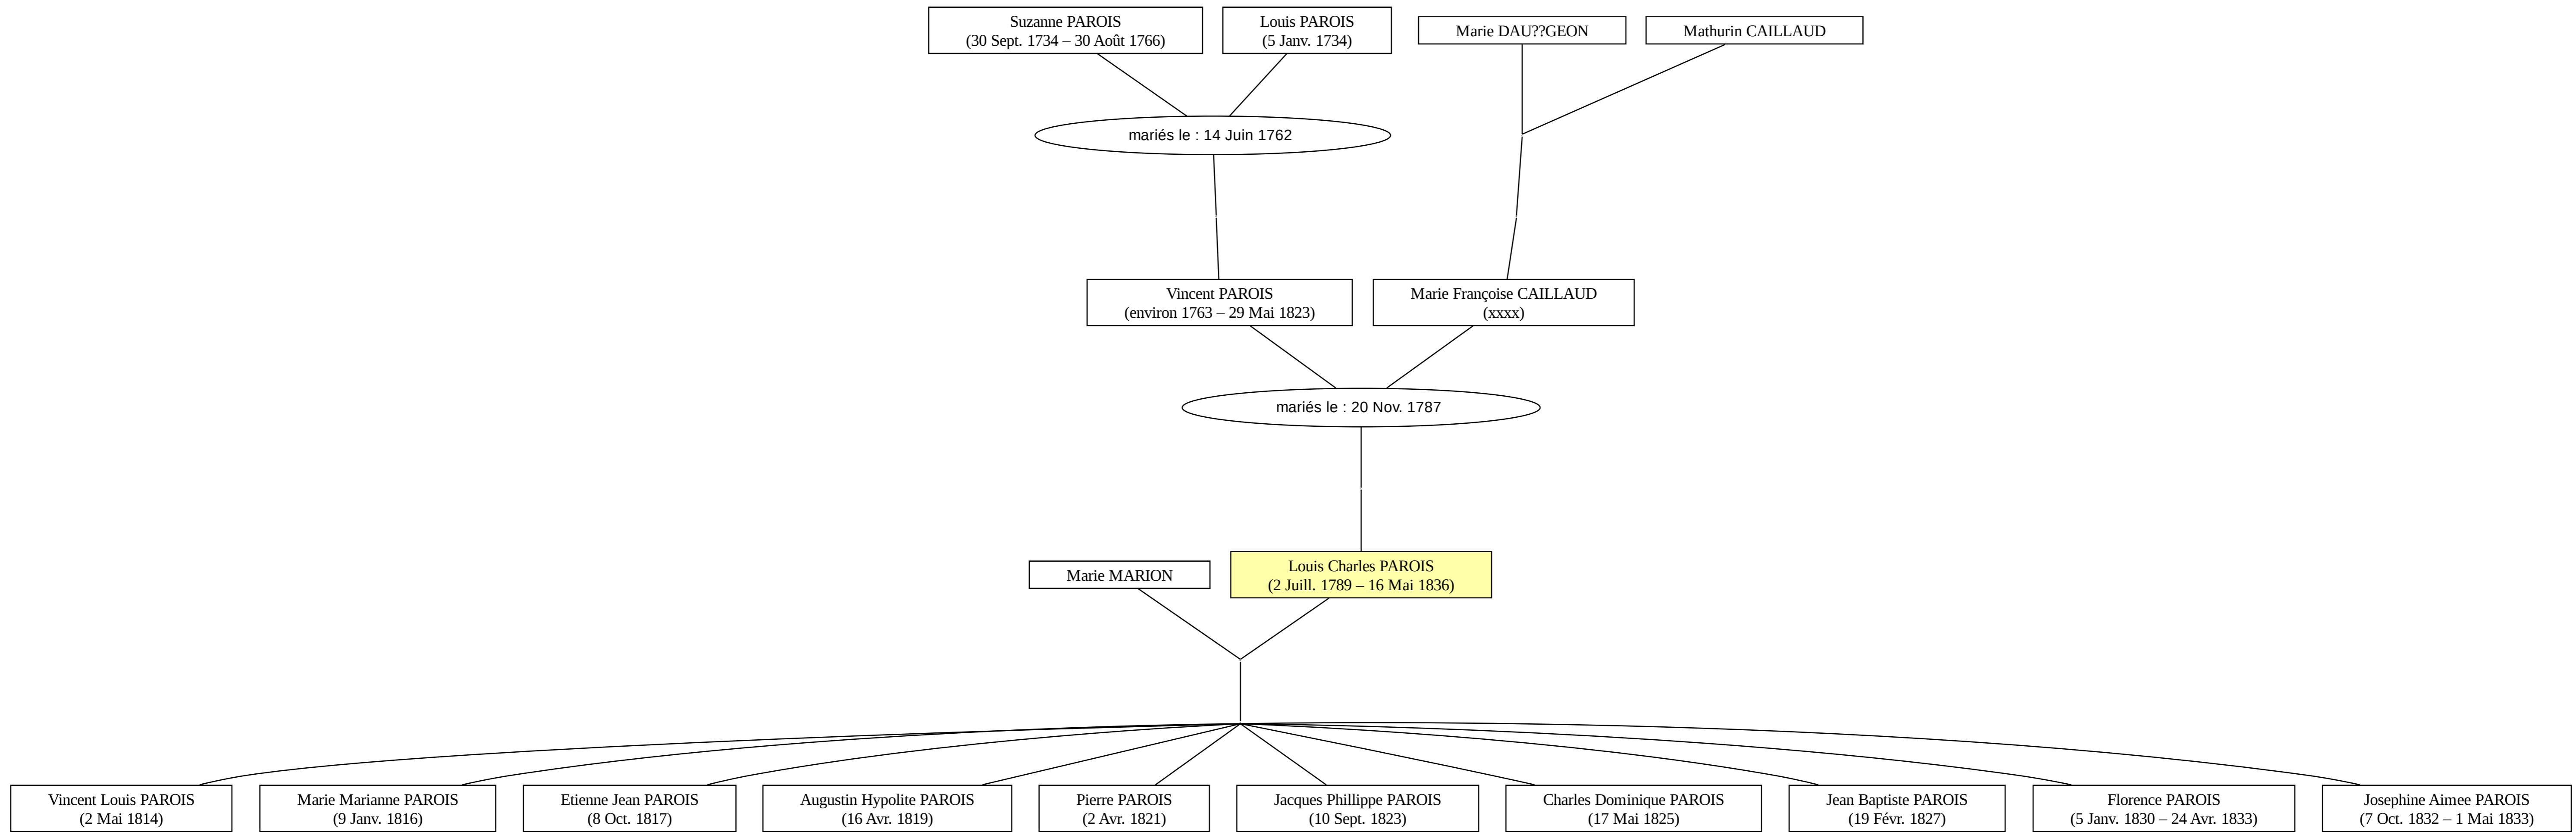 Suzanne PAROIS
(30 Sept. 1734 – 30 Août 1766)
Louis PAROIS
(5 Janv. 1734)
Marie DAU??GEON
Mathurin CAILLAUD
mariés le : 14 Juin 1762
Vincent PAROIS
(environ 1763 – 29 Mai 1823)
Marie Françoise CAILLAUD
(xxxx)
mariés le : 20 Nov. 1787
Marie MARION
Louis Charles PAROIS
(2 Juill. 1789 – 16 Mai 1836)
Vincent Louis PAROIS
(2 Mai 1814)
Marie Marianne PAROIS
(9 Janv. 1816)
Etienne Jean PAROIS
(8 Oct. 1817)
Augustin Hypolite PAROIS
(16 Avr. 1819)
Pierre PAROIS
(2 Avr. 1821)
Jacques Phillippe PAROIS
(10 Sept. 1823)
Charles Dominique PAROIS
(17 Mai 1825)
Jean Baptiste PAROIS
(19 Févr. 1827)
Florence PAROIS
(5 Janv. 1830 – 24 Avr. 1833)
Josephine Aimee PAROIS
(7 Oct. 1832 – 1 Mai 1833)